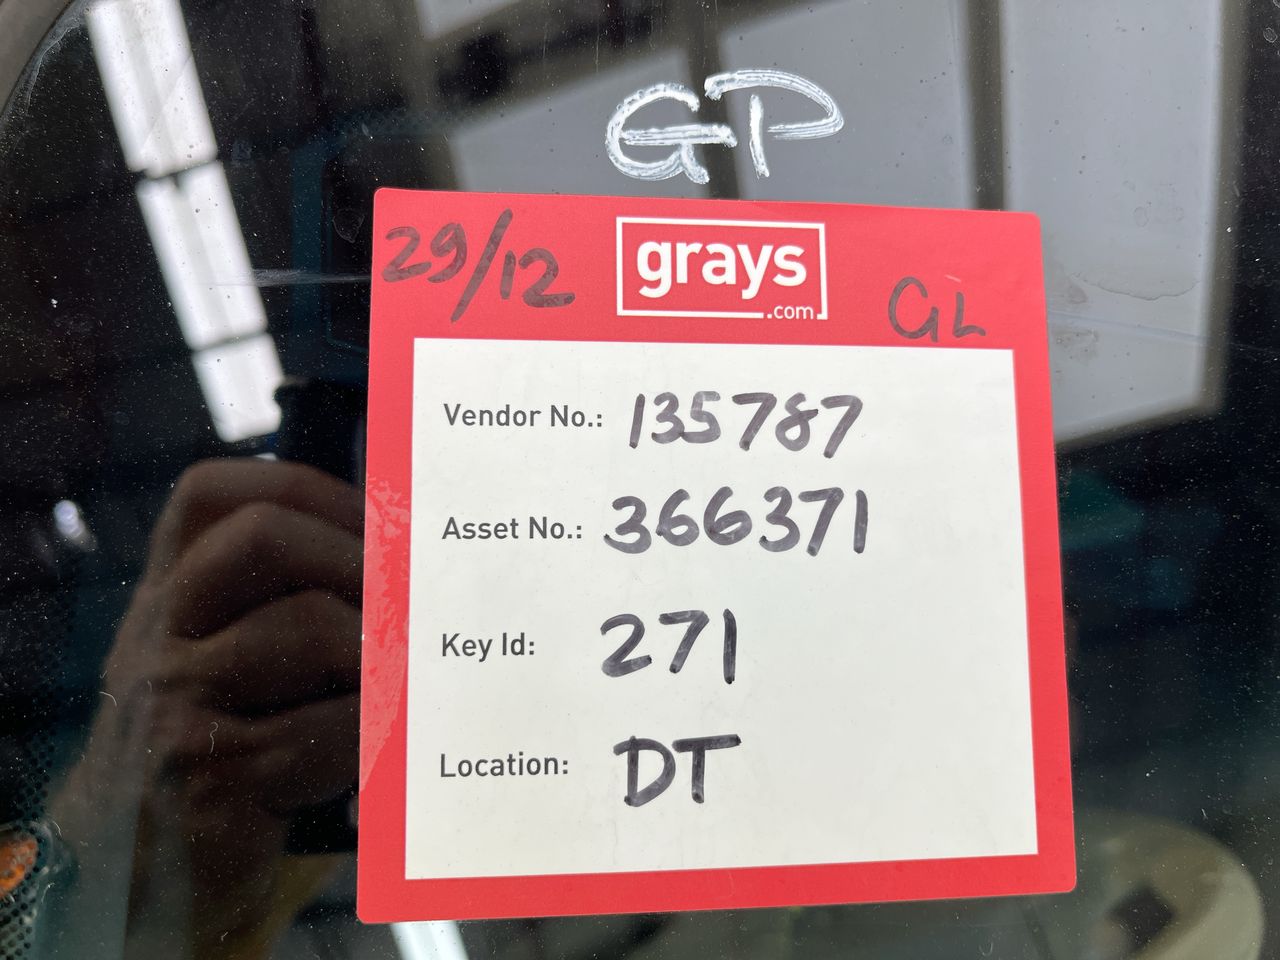 GP
29/12
grays
.com
GL
Vendor No.: 135787
Asset No.: 366371
Key Id: 271
Location: DT